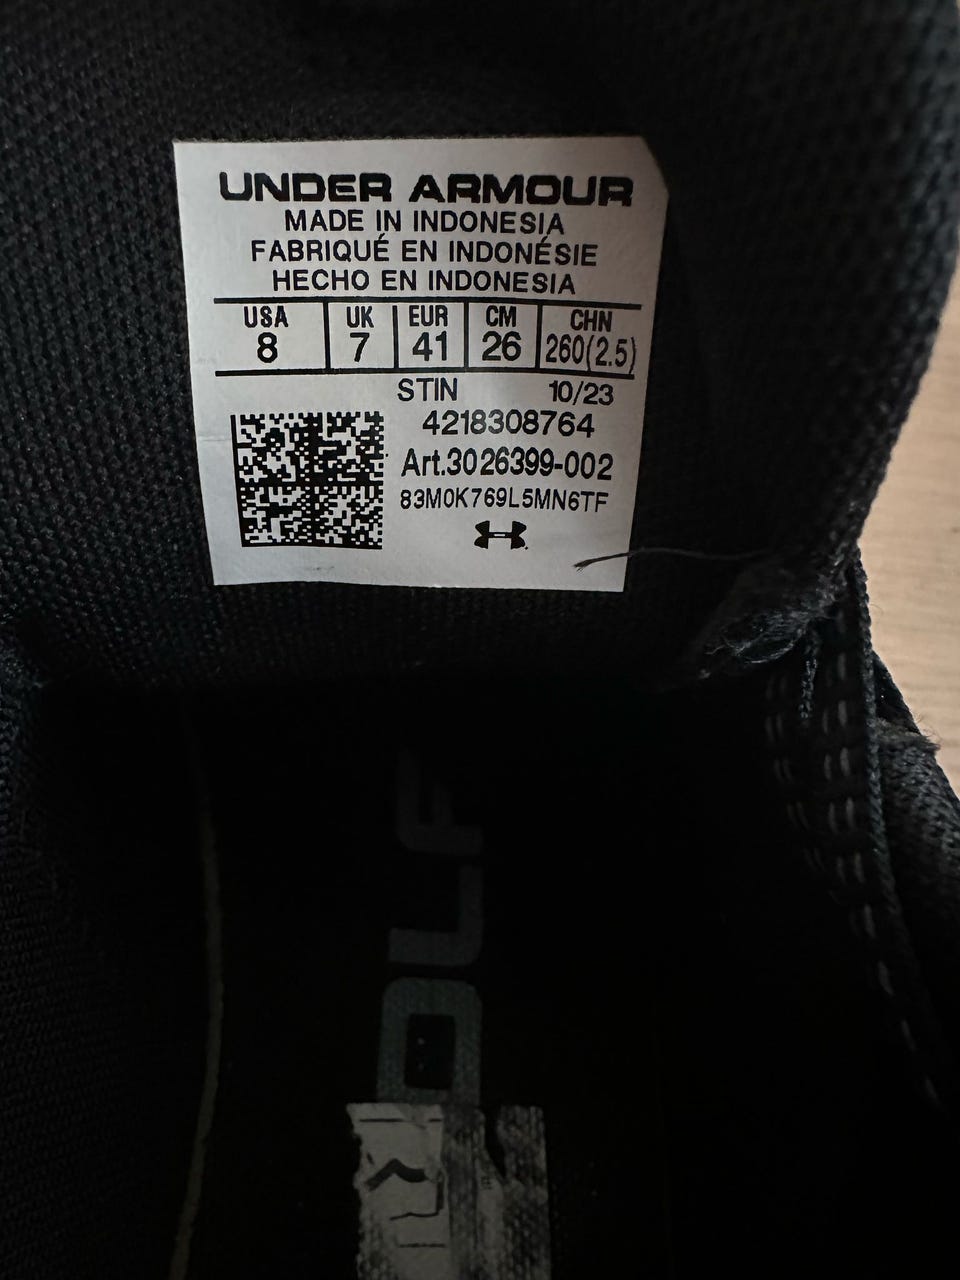 UNDER ARMOUR
MADE IN INDONESIA
FABRIQUÉ EN INDONÉSIE
HECHO EN INDONESIA
USA UK EUR CM CHN
8 7 41 26 260(2.5)
STIN 10/23
4218308764
Art.3026399-002
83M0K769L5MN6TF
OLF